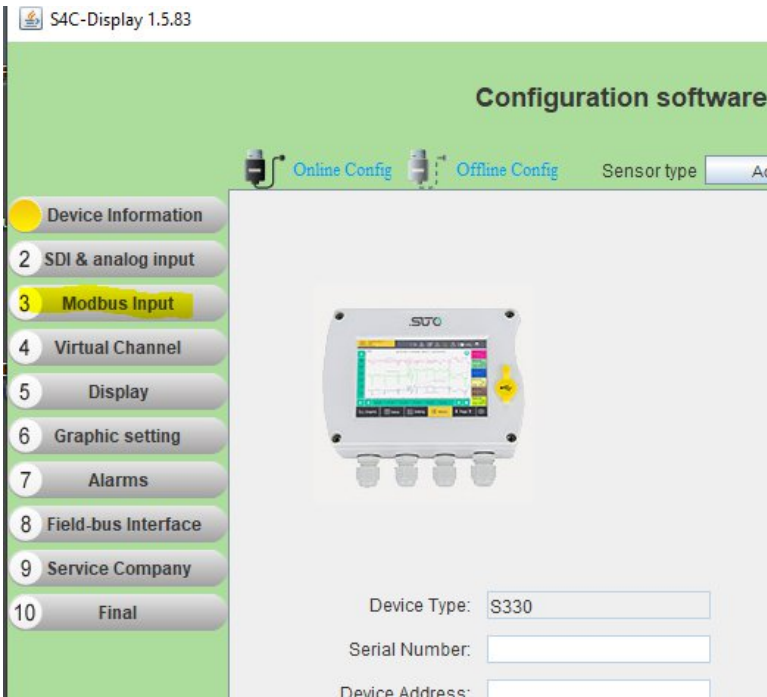 S4C-Display 1.5.83
Configuration software
Online Config
Offline Config
Sensor type
Device Information
2 SDI & analog input
3 Modbus Input
4 Virtual Channel
5 Display
6 Graphic setting
7 Alarms
8 Field-bus Interface
9 Service Company
10 Final
SUTO
Device Type: S330
Serial Number:
Device Address: